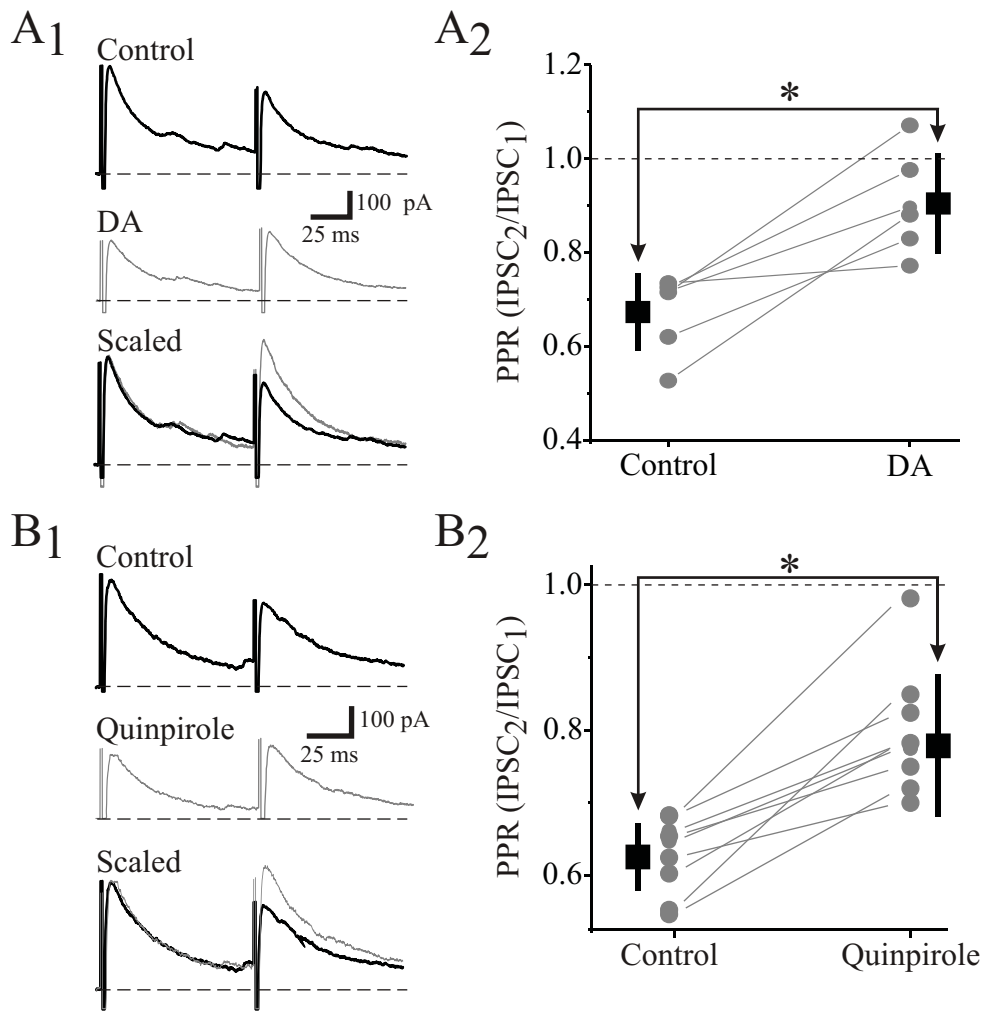 A1
Control
100 pA
25 ms
DA
Scaled
A2
PPR (IPSC2/IPSC1)
1.2
1.0
0.8
0.6
0.4
*
Control
DA
B1
Control
100 pA
25 ms
Quinpirole
Scaled
B2
PPR (IPSC2/IPSC1)
1.0
0.8
0.6
*
Control
Quinpirole